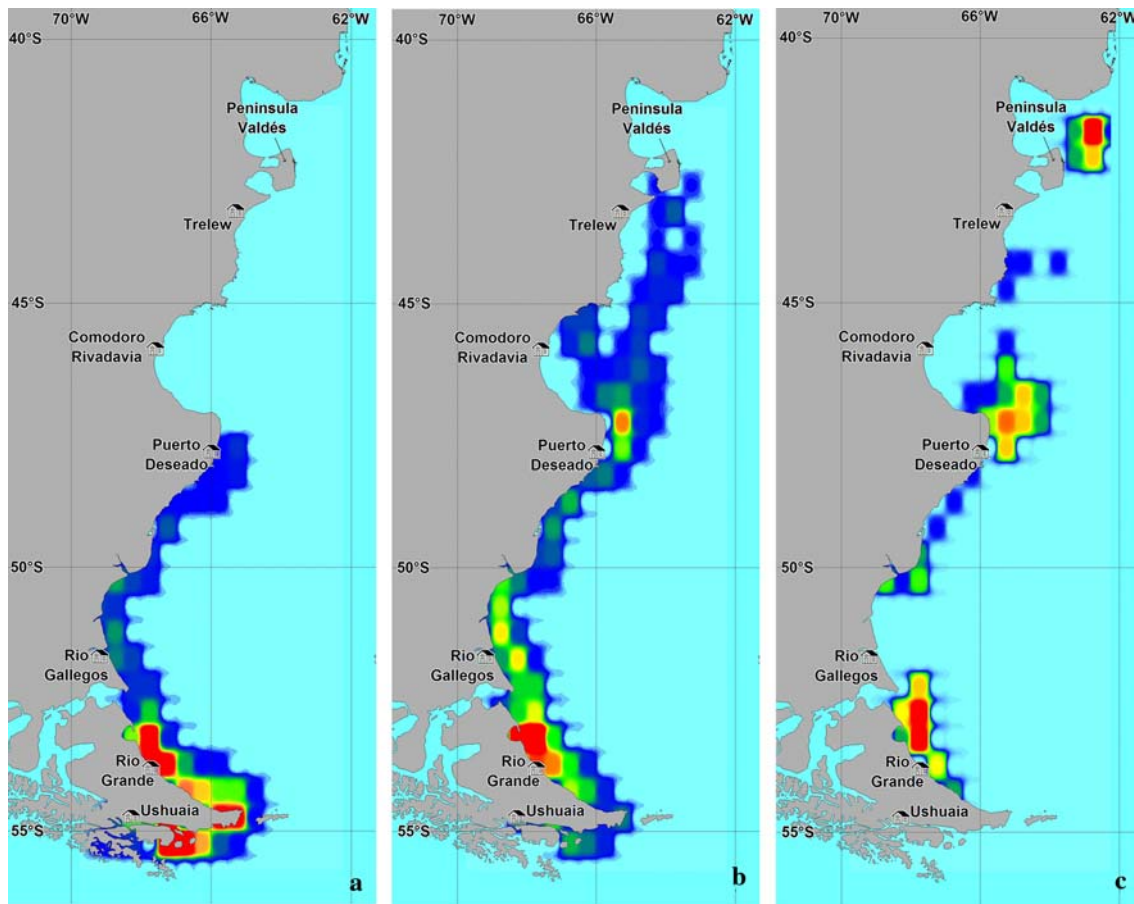 70°W 66°W 62°W
40°S
Peninsula
Valdés
Trelew
45°S
Comodoro
Rivadavia
Puerto
Deseado
50°S
Rio
Gallegos
Rio
Grande
Ushuaia
55°S
a
70°W 66°W 62°W
40°S
Peninsula
Valdés
Trelew
45°S
Comodoro
Rivadavia
Puerto
Deseado
50°S
Rio
Gallegos
Rio
Grande
Ushuaia
55°S
b
70°W 66°W 62°W
40°S
Peninsula
Valdés
Trelew
45°S
Comodoro
Rivadavia
Puerto
Deseado
50°S
Rio
Gallegos
Rio
Grande
Ushuaia
55°S
c